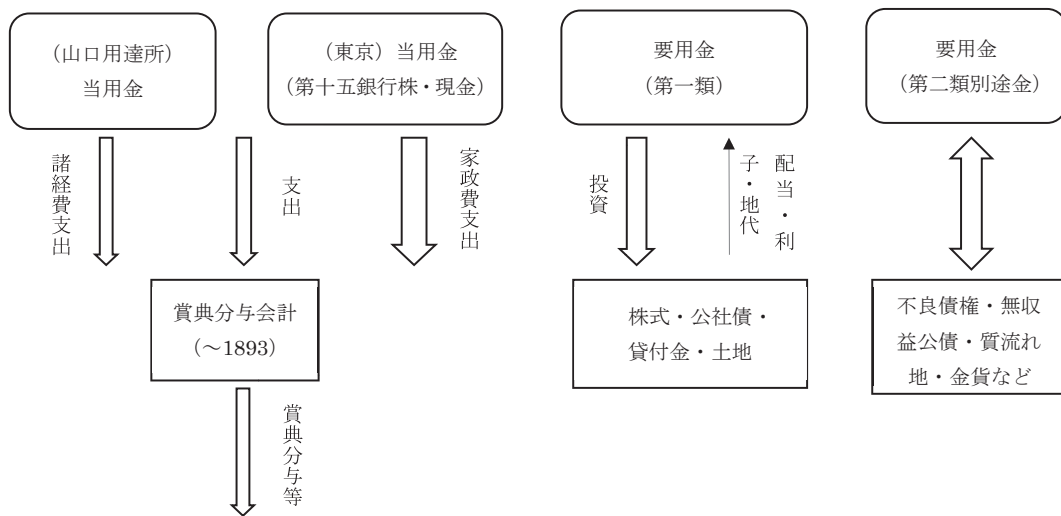 (山口用達所)
当用金
(東京)当用金
(第十五銀行株・現金)
要用金
(第一類)
要用金
(第二類別途金)
諸経費支出
支出
家政費支出
投資
配当・利
子・地代
賞典分与会計
(～1893)
株式・公社債・
貸付金・土地
不良債権・無収
益公債・質流れ
地・金貨など
賞典分与等